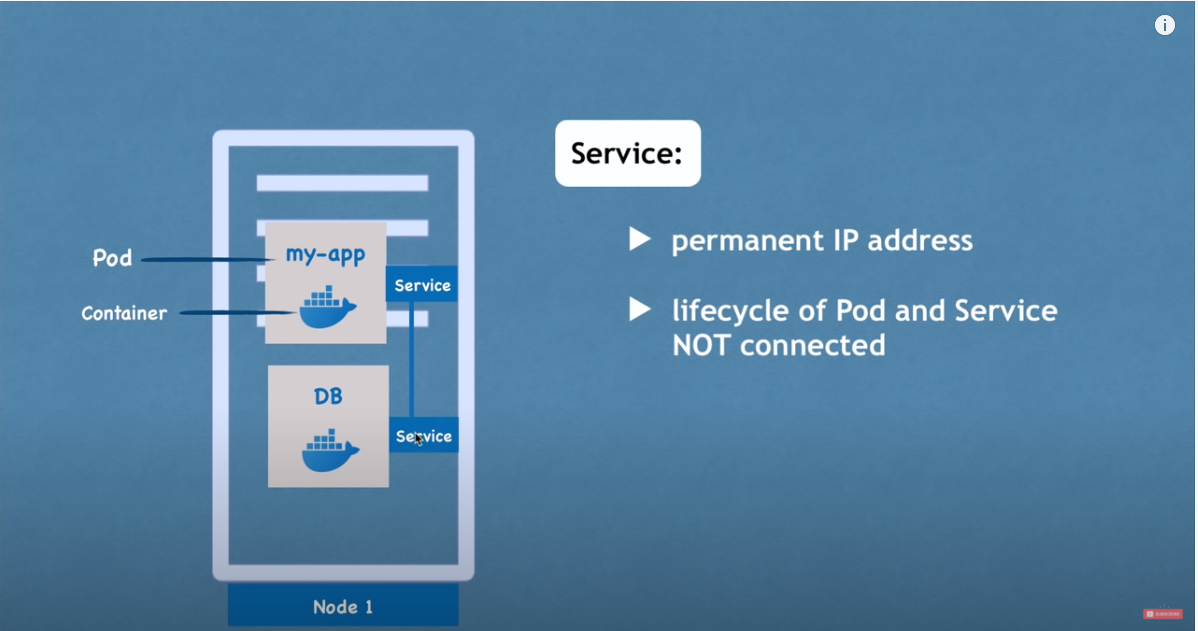 Service:
permanent IP address
lifecycle of Pod and Service
NOT connected
Pod
my-app
Service
Container
DB
Service
Node 1
SUBSCRIBE